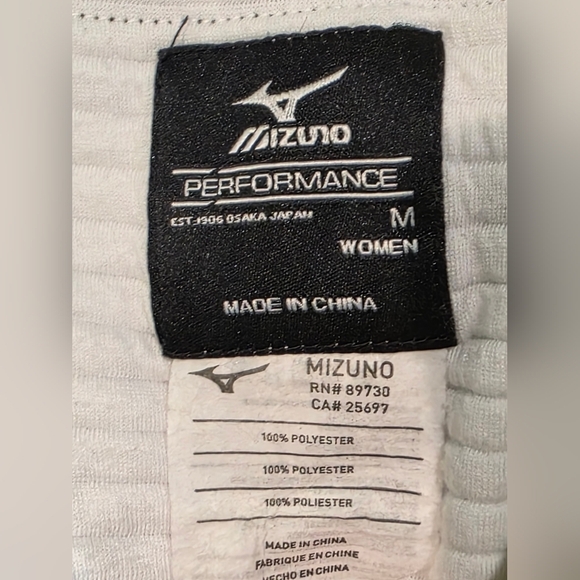 MIZUNO
PERFORMANCE
EST. 1906 OSAKA JAPAN
M
WOMEN
MADE IN CHINA
MIZUNO
RN# 89730
CA# 25697
100% POLYESTER
100% POLYESTER
100% POLIESTER
MADE IN CHINA
FABRIQUE EN CHINE
HECHO EN CHINA